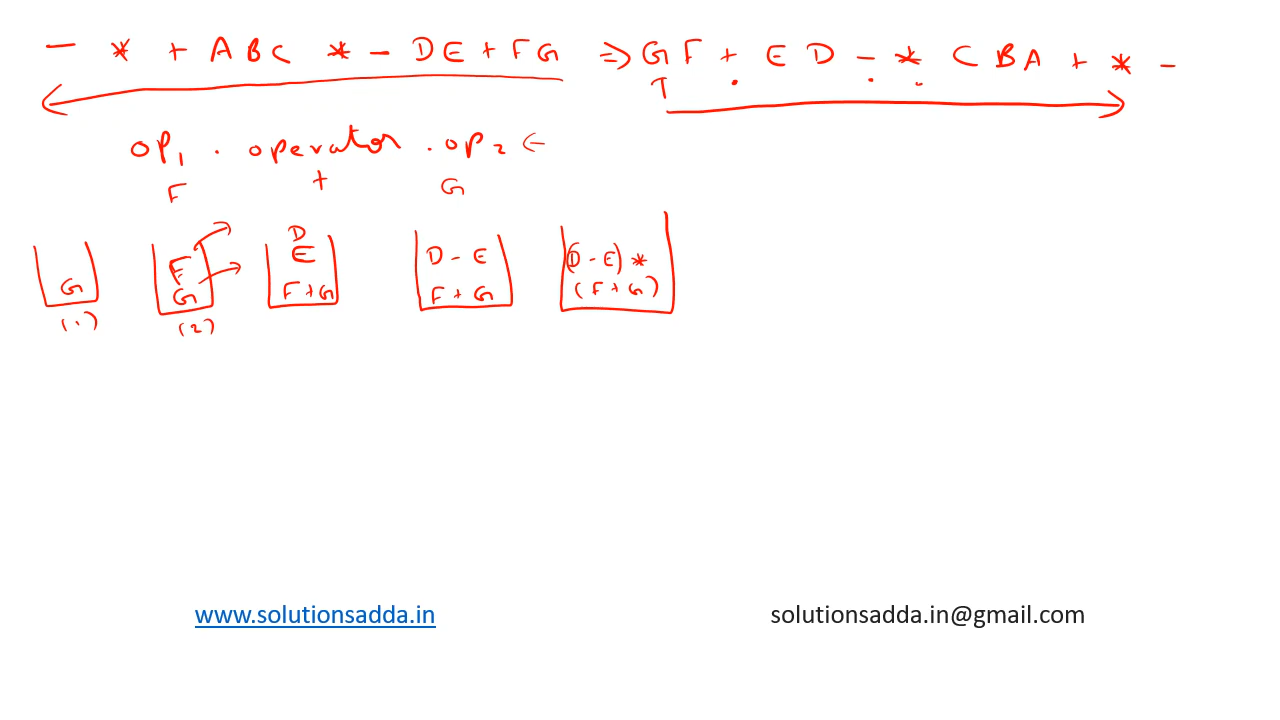 - * + A B C * - D E + F G ⇒ G F + E D - * C B A + * -
op₁ . operator . op₂ ←
F + G
D
F E D - E (D - E) *
G G F + G F + G (F + G)
(1) (2)
www.solutionsadda.in solutionsadda.in@gmail.com